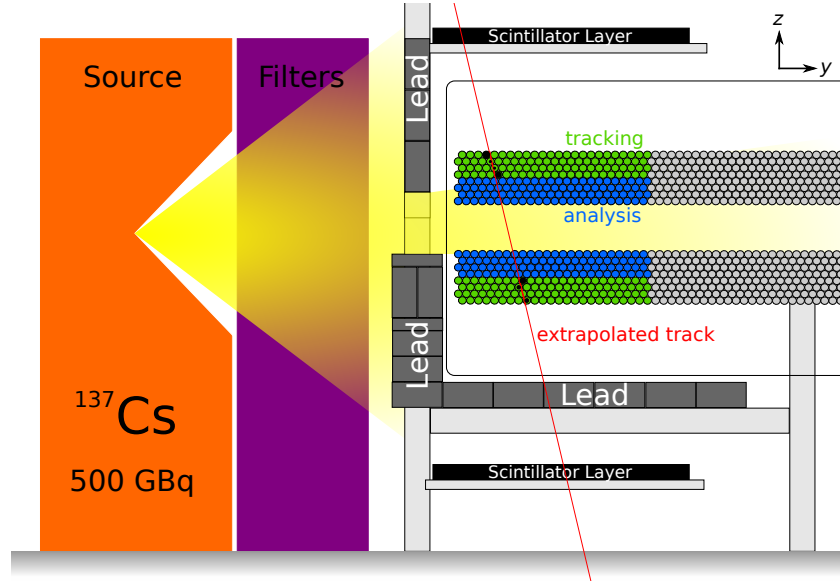 Source
Filters
Lead
Scintillator Layer
z
y
tracking
analysis
extrapolated track
Lead
Lead
¹³⁷Cs
500 GBq
Scintillator Layer